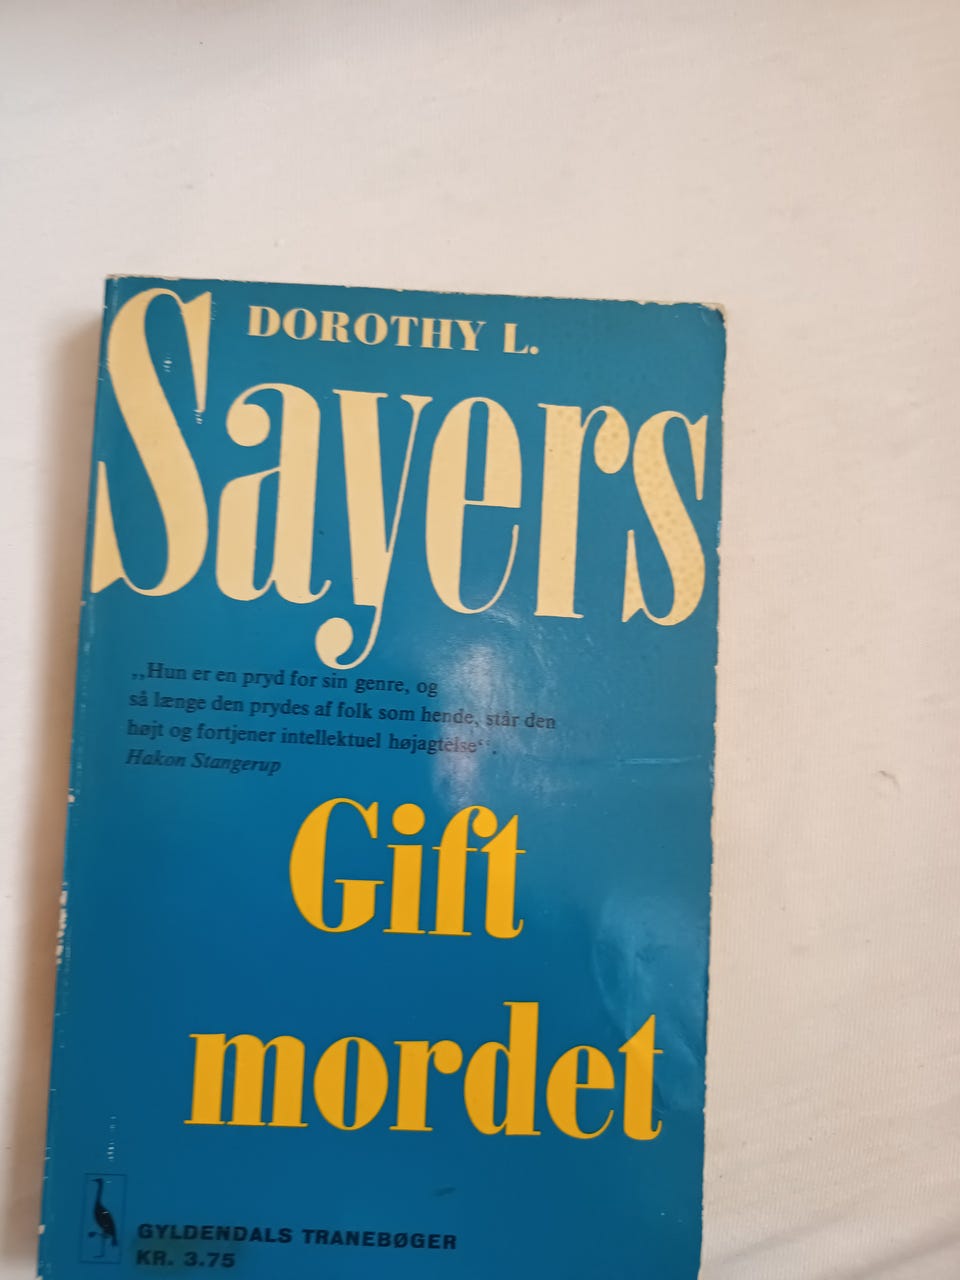 DOROTHY L.
Sayers
„Hun er en pryd for sin genre, og
så længe den prydes af folk som hende, står den
højt og fortjener intellektuel højagtelse“.
Hakon Stangerup
Gift
mordet
GYLDENDALS TRANEBØGER
KR. 3.75